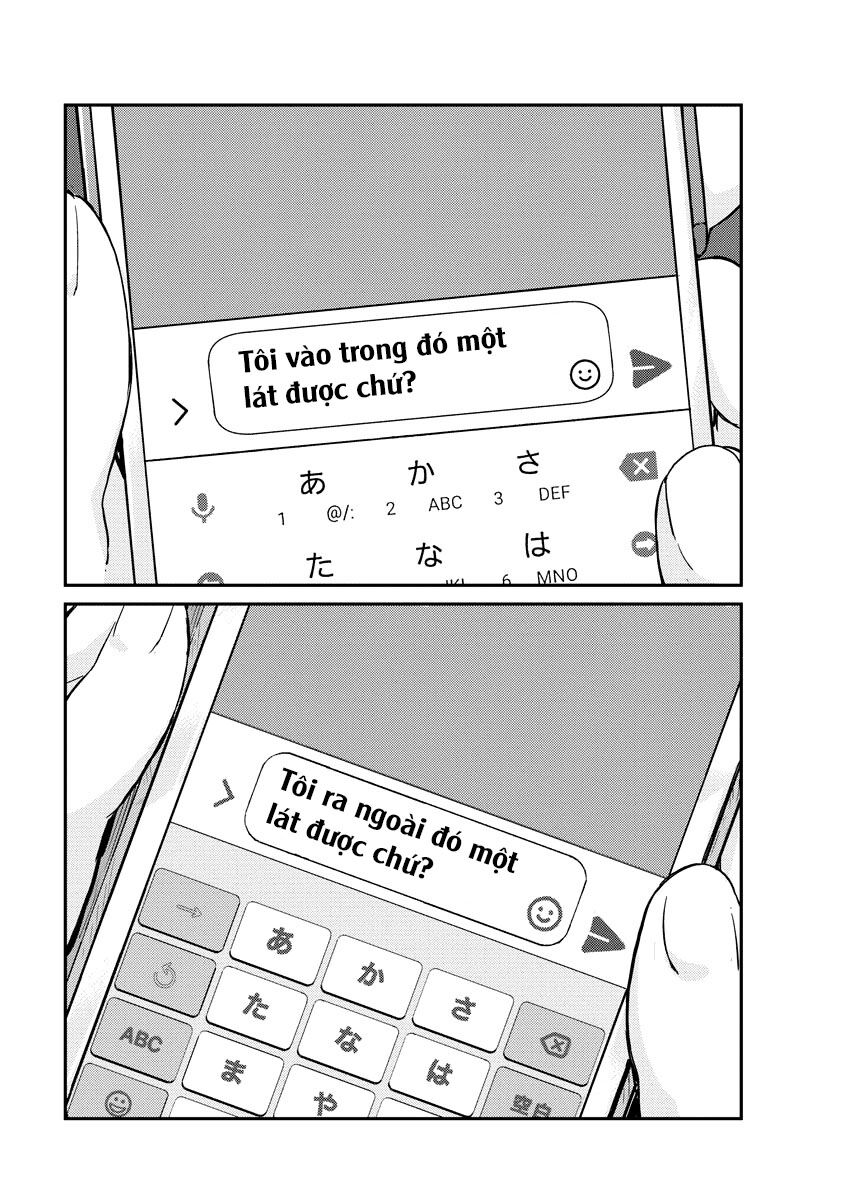 Tôi vào trong đó một
lát được chứ?
あ か さ
1 @/: 2 ABC 3 DEF
た な は
6 MNO
Tôi ra ngoài đó một
lát được chứ?
あ か さ
た な は
ABC ま や 空白